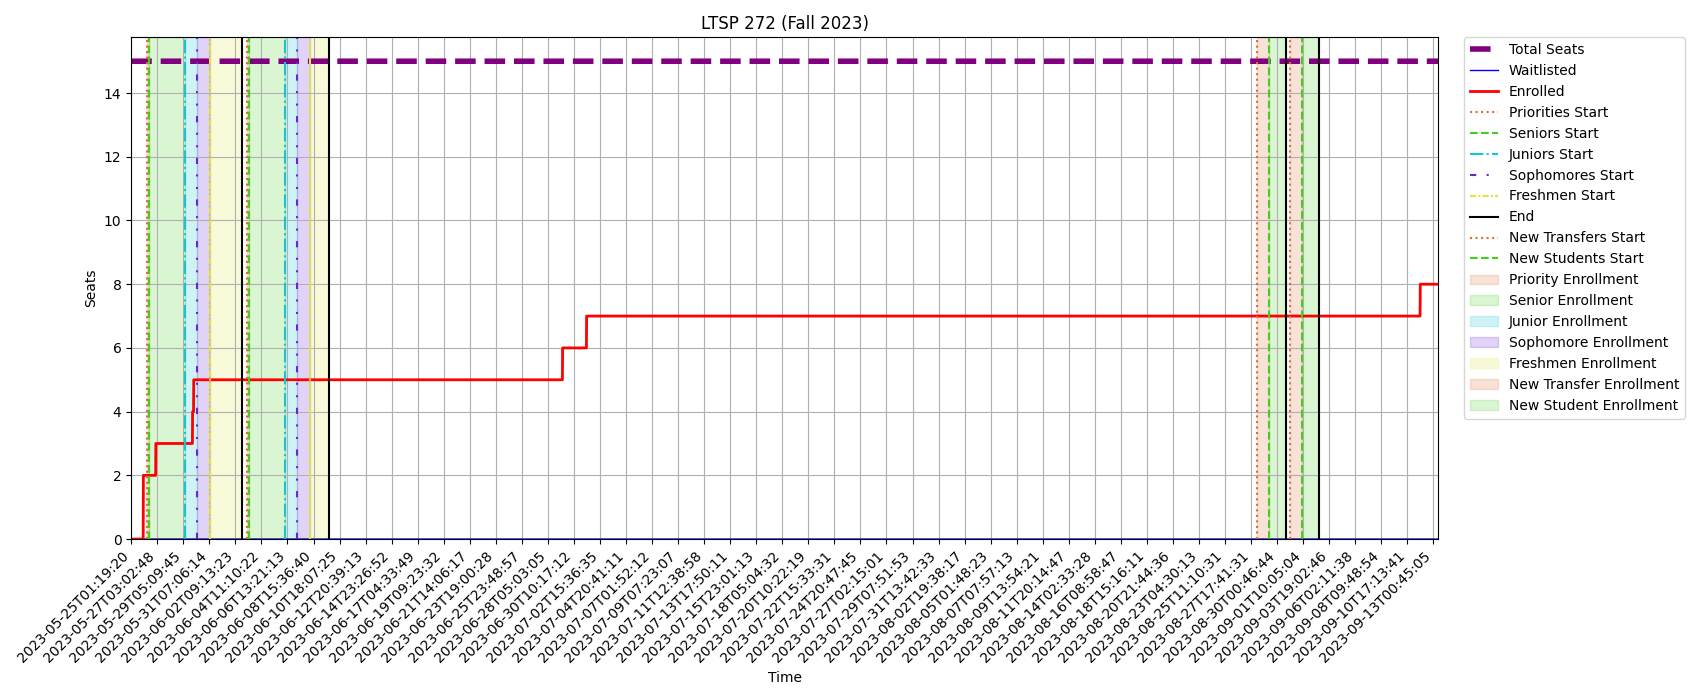 LTSP 272 (Fall 2023)
Seats
14
12
10
8
6
4
2
0
2023-05-25T01:19:20
2023-05-27T03:02:48
2023-05-29T05:09:45
2023-05-31T07:06:14
2023-06-02T09:13:23
2023-06-04T11:10:22
2023-06-06T13:21:13
2023-06-08T15:36:40
2023-06-10T18:07:25
2023-06-12T20:39:13
2023-06-14T23:26:52
2023-06-17T04:33:49
2023-06-19T09:23:32
2023-06-21T14:06:17
2023-06-23T19:00:28
2023-06-25T23:48:57
2023-06-28T05:03:05
2023-06-30T10:17:12
2023-07-02T15:36:35
2023-07-04T20:41:11
2023-07-07T01:52:12
2023-07-09T07:23:07
2023-07-11T12:38:58
2023-07-13T17:50:11
2023-07-15T23:01:13
2023-07-18T05:04:32
2023-07-20T10:22:19
2023-07-22T15:33:31
2023-07-24T20:47:45
2023-07-27T02:15:01
2023-07-29T07:51:53
2023-07-31T13:42:33
2023-08-02T19:38:17
2023-08-05T01:48:23
2023-08-07T07:57:13
2023-08-09T13:54:21
2023-08-11T20:14:47
2023-08-14T02:33:28
2023-08-16T08:58:47
2023-08-18T15:16:11
2023-08-20T21:44:36
2023-08-23T04:30:13
2023-08-25T11:10:31
2023-08-27T17:41:31
2023-08-30T00:46:44
2023-09-01T10:05:04
2023-09-03T19:02:46
2023-09-06T02:11:38
2023-09-08T09:48:54
2023-09-10T17:13:41
2023-09-13T00:45:05
Time
Total Seats
Waitlisted
Enrolled
Priorities Start
Seniors Start
Juniors Start
Sophomores Start
Freshmen Start
End
New Transfers Start
New Students Start
Priority Enrollment
Senior Enrollment
Junior Enrollment
Sophomore Enrollment
Freshmen Enrollment
New Transfer Enrollment
New Student Enrollment